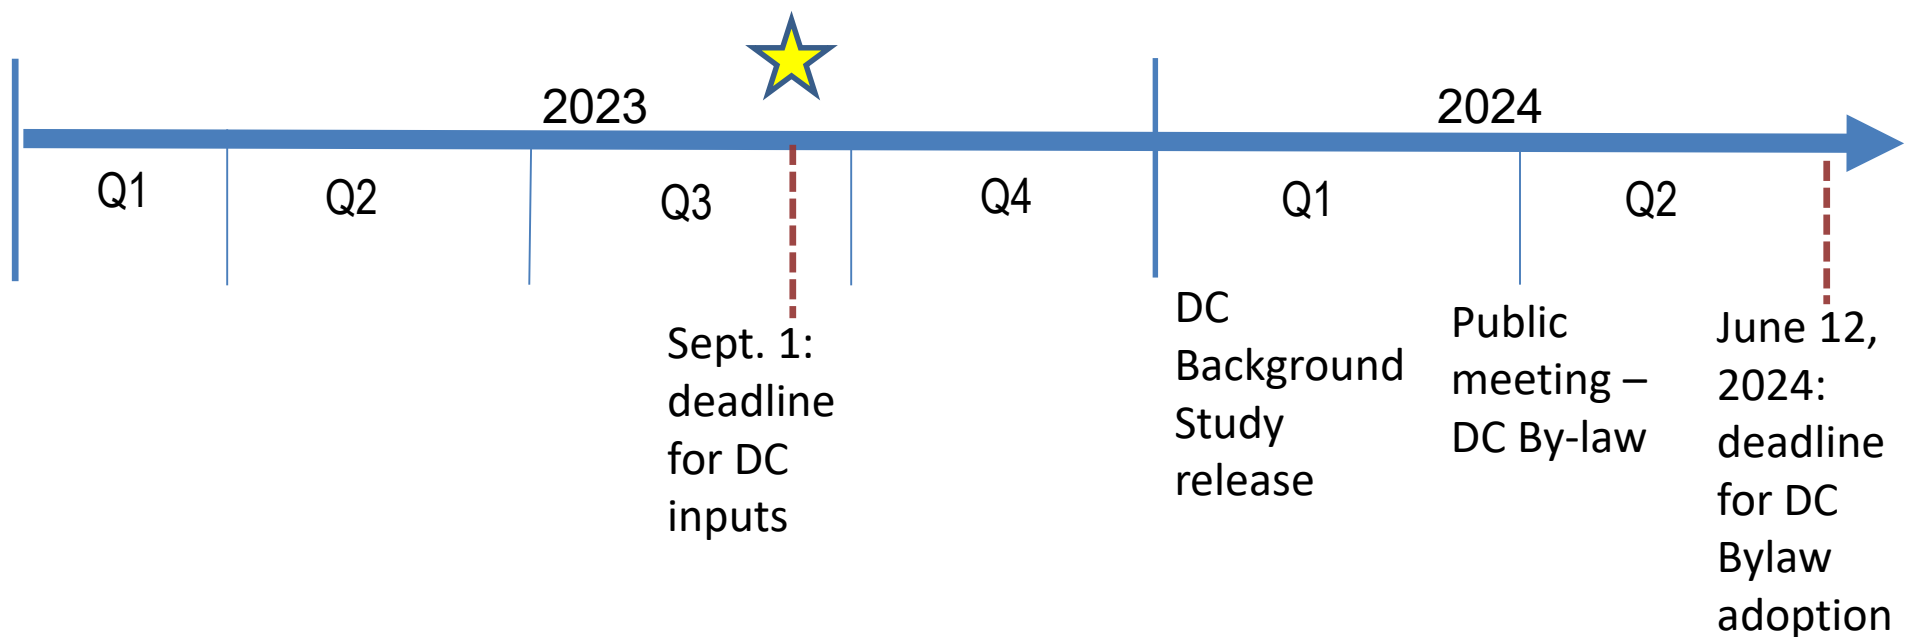 2023
2024
Q1
Q2
Q3
Q4
Q1
Q2
Sept. 1:
deadline
for DC
inputs
DC
Background
Study
release
Public
meeting –
DC By-law
June 12,
2024:
deadline
for DC
Bylaw
adoption